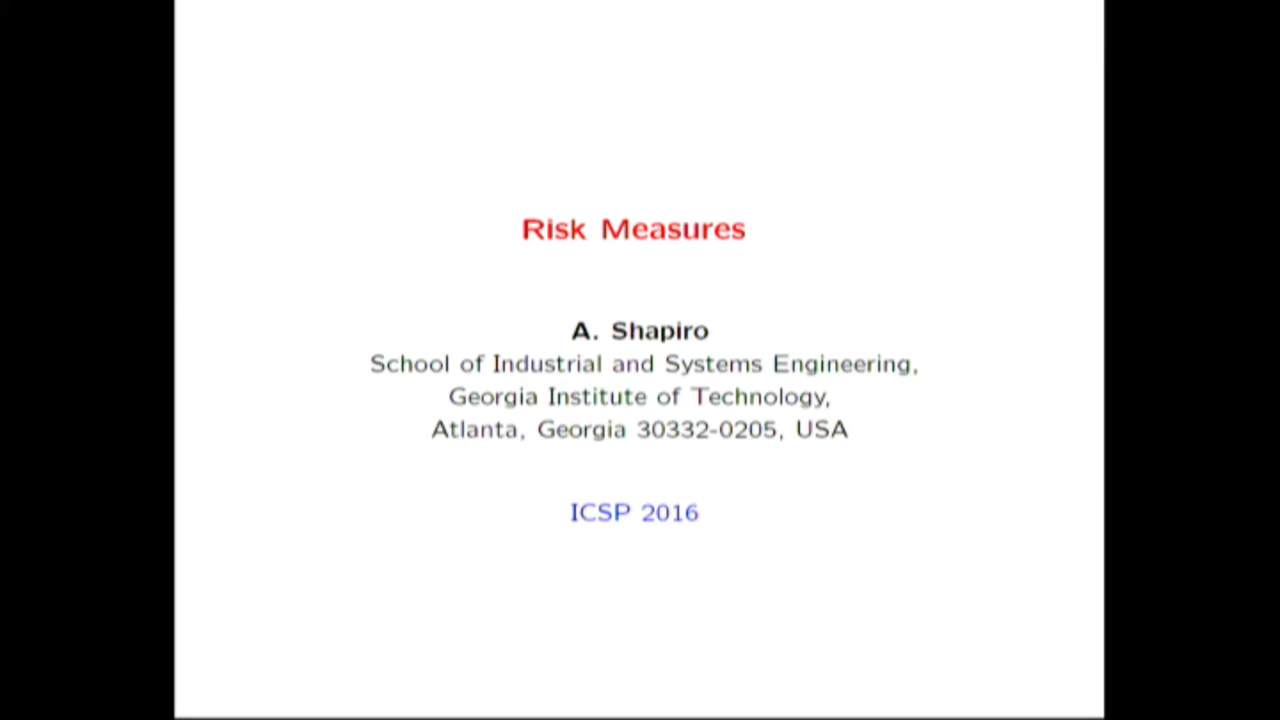 Risk Measures
A. Shapiro
School of Industrial and Systems Engineering,
Georgia Institute of Technology,
Atlanta, Georgia 30332-0205, USA
ICSP 2016